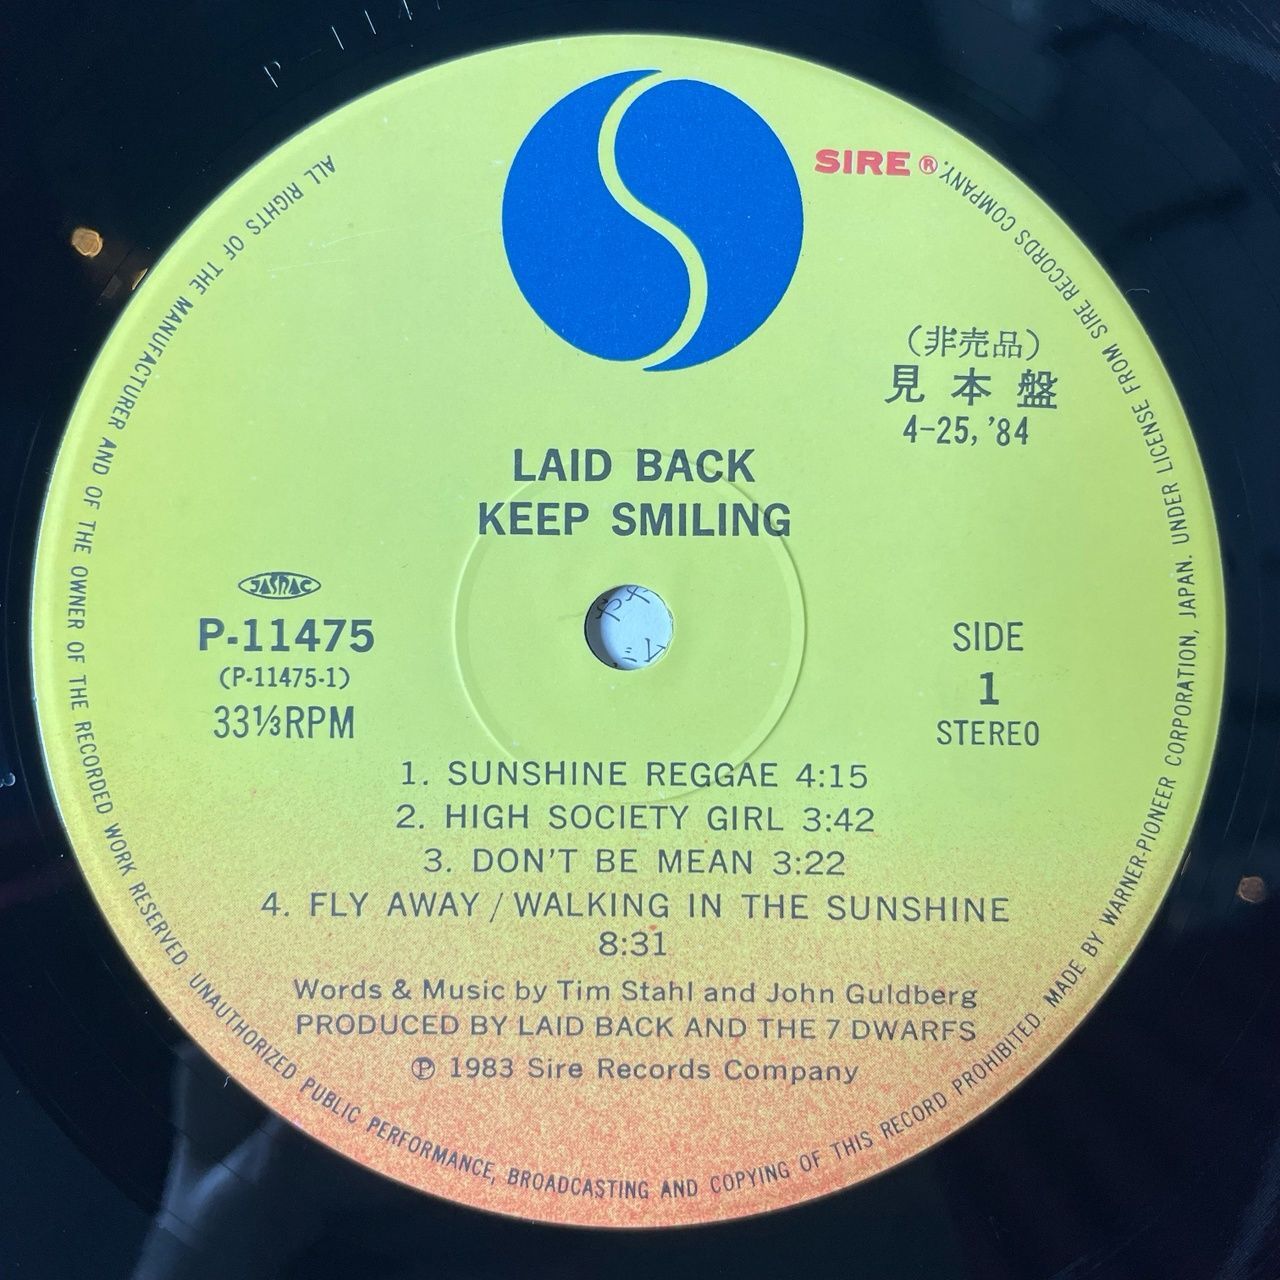 SIRE®
(非売品)
見本盤
4-25,'84
LAID BACK
KEEP SMILING
JASRAC
P-11475
(P-11475-1)
33⅓RPM
SIDE
1
STEREO
1. SUNSHINE REGGAE 4:15
2. HIGH SOCIETY GIRL 3:42
3. DON'T BE MEAN 3:22
4. FLY AWAY / WALKING IN THE SUNSHINE
8:31
Words & Music by Tim Stahl and John Guldberg
PRODUCED BY LAID BACK AND THE 7 DWARFS
℗ 1983 Sire Records Company
ALL RIGHTS OF THE MANUFACTURER AND OF THE OWNER OF THE RECORDED WORK RESERVED. UNAUTHORIZED PUBLIC PERFORMANCE, BROADCASTING AND COPYING OF THIS RECORD PROHIBITED. MADE BY WARNER-PIONEER CORPORATION, JAPAN. UNDER LICENSE FROM SIRE RECORDS COMPANY.